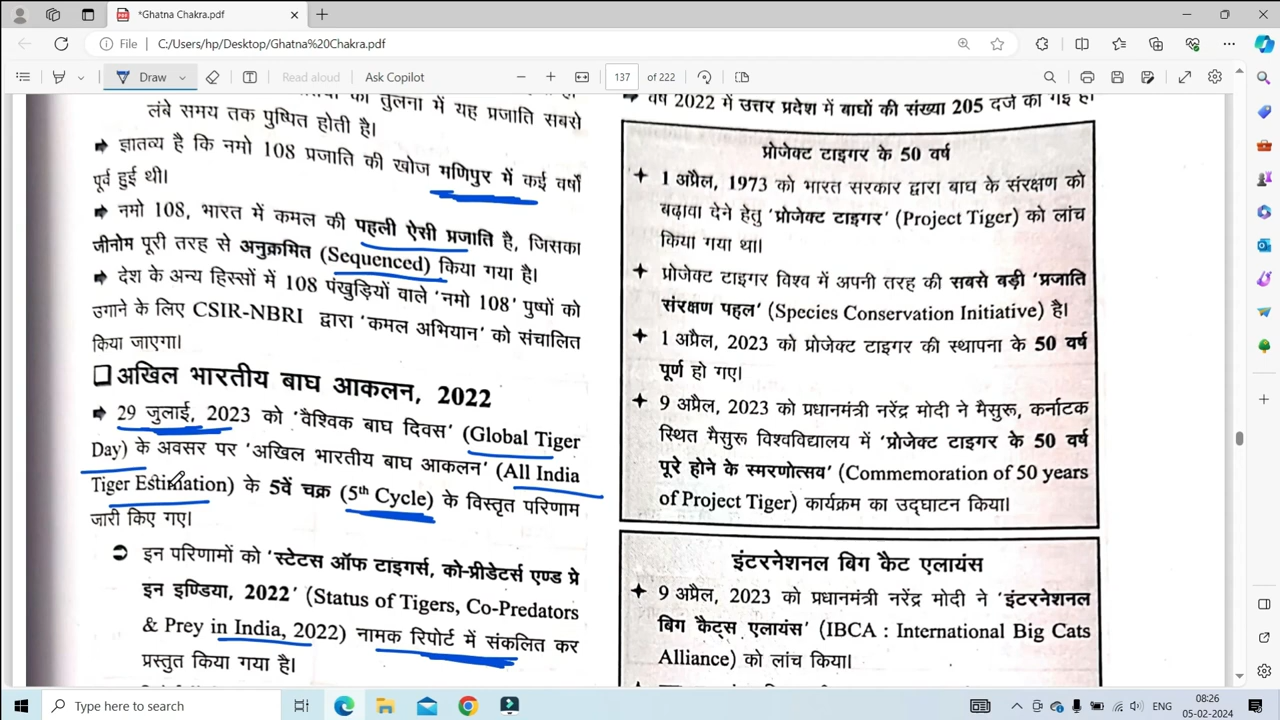 *Ghatna Chakra.pdf
File C:/Users/hp/Desktop/Ghatna%20Chakra.pdf
Draw Read aloud Ask Copilot 137 of 222
की तुलना में यह प्रजाति सबसे
लंबे समय तक पुष्पित होती है।
➡ ज्ञातव्य है कि नमो 108 प्रजाति की खोज मणिपुर में कई वर्षों
पूर्व हुई थी।
➡ नमो 108, भारत में कमल की पहली ऐसी प्रजाति है, जिसका
जीनोम पूरी तरह से अनुक्रमित (Sequenced) किया गया है।
➡ देश के अन्य हिस्सों में 108 पंखुड़ियों वाले 'नमो 108' पुष्पों को
उगाने के लिए CSIR-NBRI द्वारा 'कमल अभियान' को संचालित
किया जाएगा।
❑ अखिल भारतीय बाघ आकलन, 2022
➡ 29 जुलाई, 2023 को 'वैश्विक बाघ दिवस' (Global Tiger
Day) के अवसर पर 'अखिल भारतीय बाघ आकलन' (All India
Tiger Estimation) के 5वें चक्र (5th Cycle) के विस्तृत परिणाम
जारी किए गए।
➲ इन परिणामों को 'स्टेटस ऑफ टाइगर्स, को-प्रीडेटर्स एण्ड प्रे
इन इण्डिया, 2022' (Status of Tigers, Co-Predators
& Prey in India, 2022) नामक रिपोर्ट में संकलित कर
प्रस्तुत किया गया है।
➡ वर्ष 2022 में उत्तर प्रदेश में बाघों की संख्या 205 दर्ज की गई है।
प्रोजेक्ट टाइगर के 50 वर्ष
✦ 1 अप्रैल, 1973 को भारत सरकार द्वारा बाघ के संरक्षण को
बढ़ावा देने हेतु 'प्रोजेक्ट टाइगर' (Project Tiger) को लांच
किया गया था।
✦ प्रोजेक्ट टाइगर विश्व में अपनी तरह की सबसे बड़ी 'प्रजाति
संरक्षण पहल' (Species Conservation Initiative) है।
✦ 1 अप्रैल, 2023 को प्रोजेक्ट टाइगर की स्थापना के 50 वर्ष
पूर्ण हो गए।
✦ 9 अप्रैल, 2023 को प्रधानमंत्री नरेंद्र मोदी ने मैसुरू, कर्नाटक
स्थित मैसुरू विश्वविद्यालय में 'प्रोजेक्ट टाइगर के 50 वर्ष
पूरे होने के स्मरणोत्सव' (Commemoration of 50 years
of Project Tiger) कार्यक्रम का उद्घाटन किया।
इंटरनेशनल बिग कैट एलायंस
✦ 9 अप्रैल, 2023 को प्रधानमंत्री नरेंद्र मोदी ने 'इंटरनेशनल
बिग कैट्स एलायंस' (IBCA : International Big Cats
Alliance) को लांच किया।
Type here to search
ENG
08:26
05-02-2024